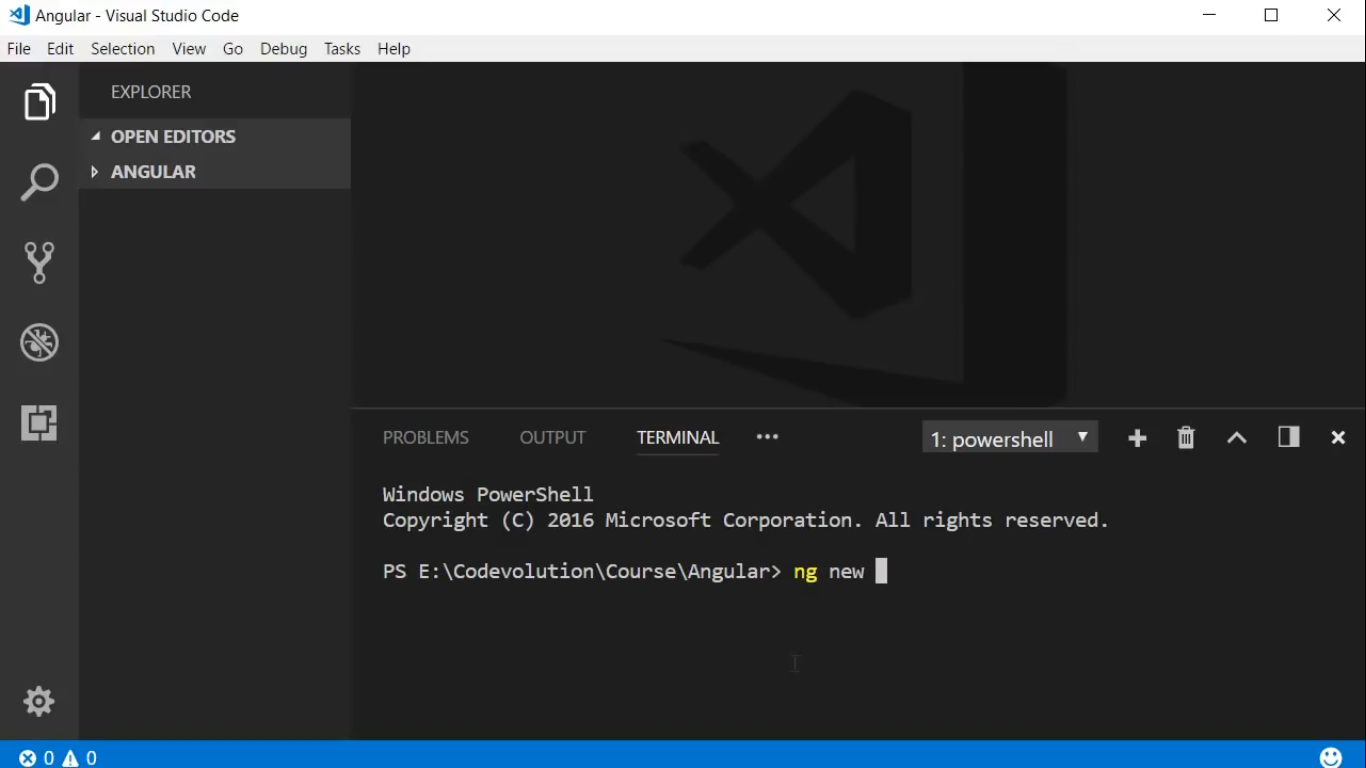 Angular - Visual Studio Code
File Edit Selection View Go Debug Tasks Help
EXPLORER
OPEN EDITORS
ANGULAR
PROBLEMS OUTPUT TERMINAL ••• 1: powershell
Windows PowerShell
Copyright (C) 2016 Microsoft Corporation. All rights reserved.
PS E:\Codevolution\Course\Angular> ng new
0 0